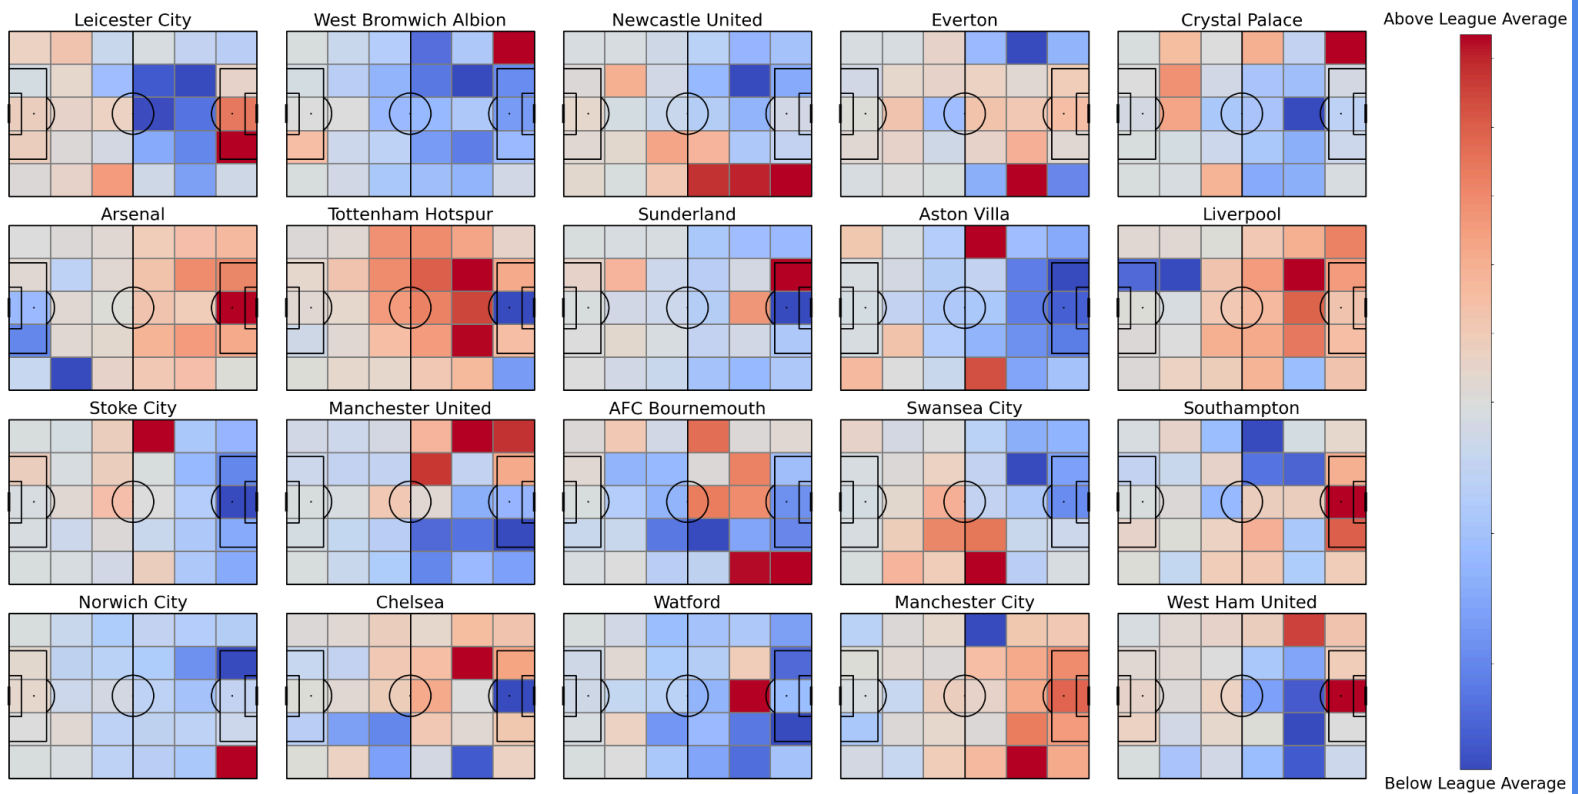 Leicester City
West Bromwich Albion
Newcastle United
Everton
Crystal Palace
Above League Average
Arsenal
Tottenham Hotspur
Sunderland
Aston Villa
Liverpool
Stoke City
Manchester United
AFC Bournemouth
Swansea City
Southampton
Norwich City
Chelsea
Watford
Manchester City
West Ham United
Below League Average